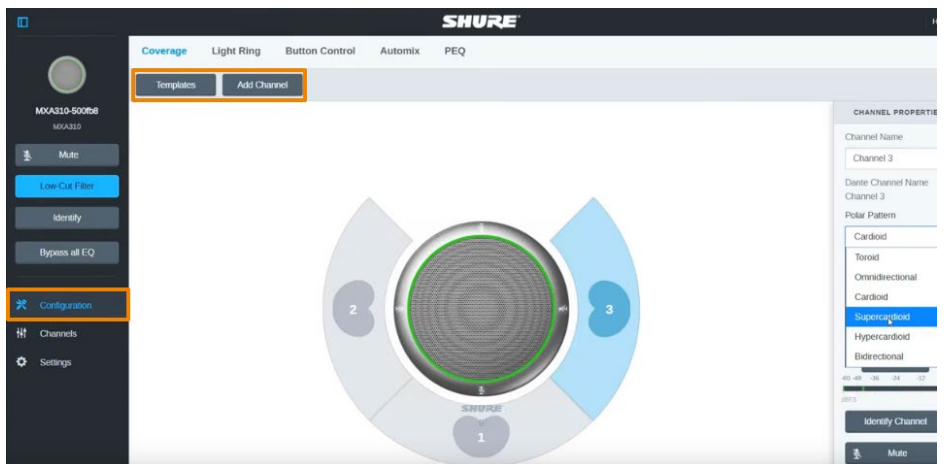 SHURE
H
Coverage Light Ring Button Control Automix PEQ
Templates Add Channel
MXA310-500fb8
MXA310
Mute
Low-Cut Filter
Identify
Bypass all EQ
Configuration
Channels
Settings
2
3
SHURE
1
CHANNEL PROPERTIE
Channel Name
Channel 3
Dante Channel Name
Channel 3
Polar Pattern
Cardioid
Toroid
Omnidirectional
Cardioid
Supercardioid
Hypercardioid
Bidirectional
-60 -48 -36 -24 -12
dBFS
Identify Channel
Mute